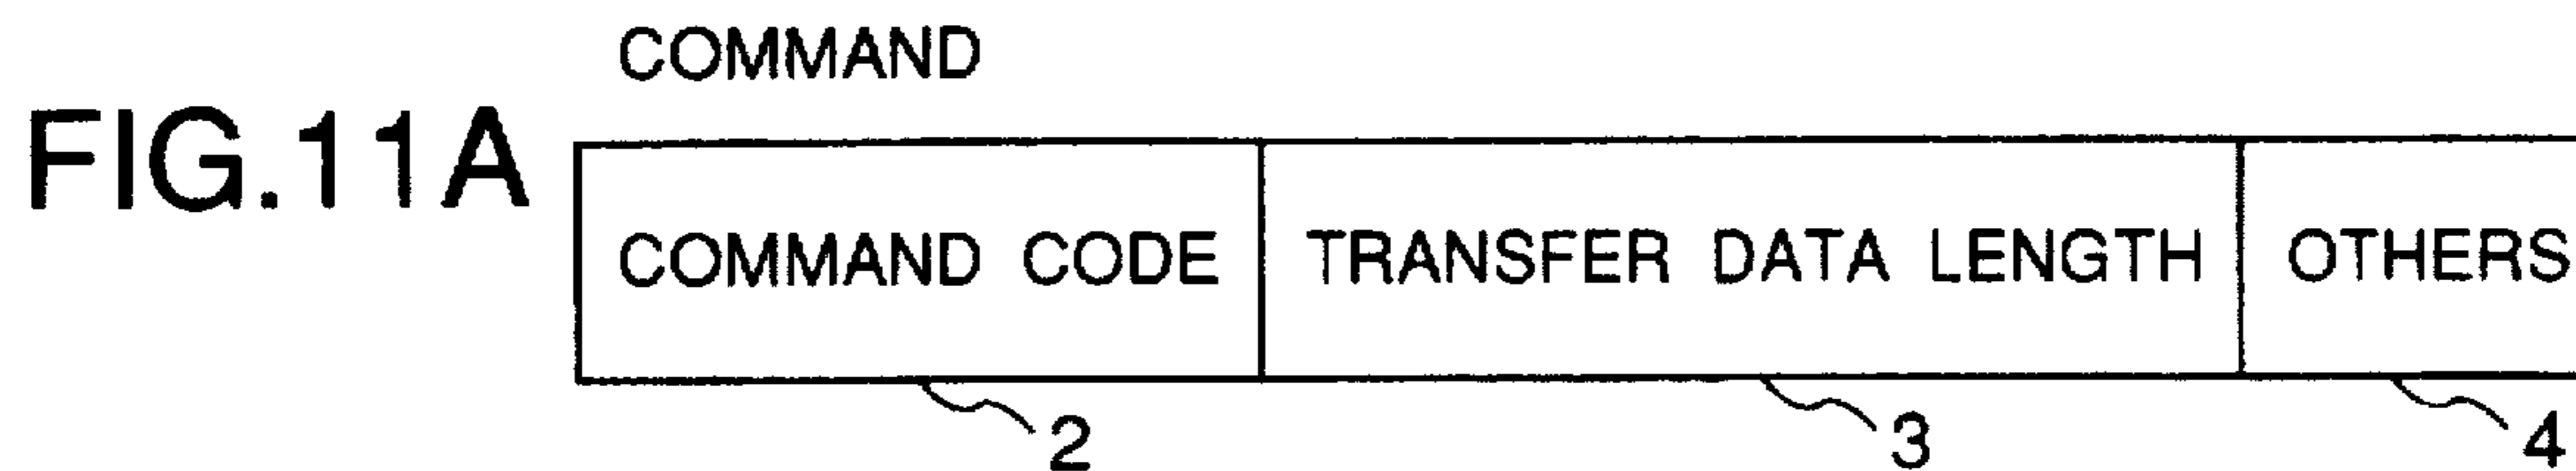 COMMAND
FIG.11A
COMMAND CODE TRANSFER DATA LENGTH OTHERS
2 3 4